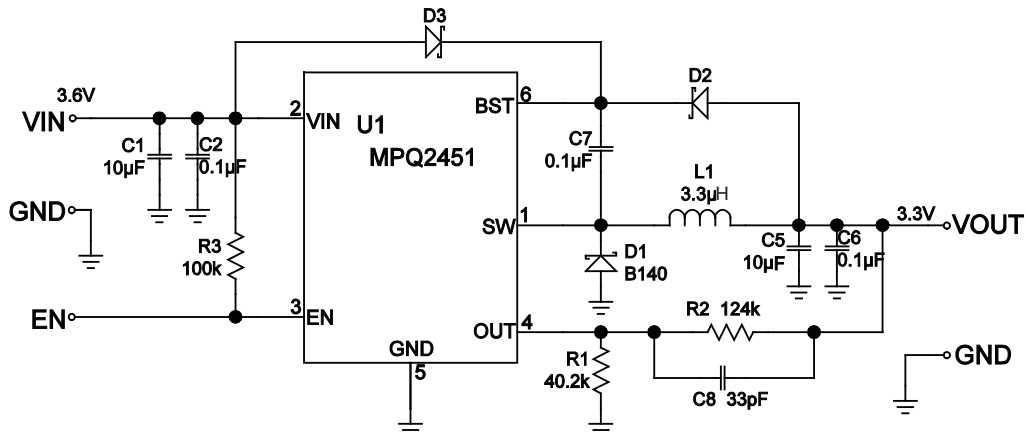 D3
3.6V
VIN
2
VIN
U1
MPQ2451
BST
6
D2
C1
10µF
C2
0.1µF
C7
0.1µF
L1
3.3µH
GND
R3
100k
SW
1
D1
B140
C5
10µF
C6
0.1µF
3.3V
VOUT
EN
3
EN
OUT
4
R2 124k
GND
5
R1
40.2k
C8 33pF
GND